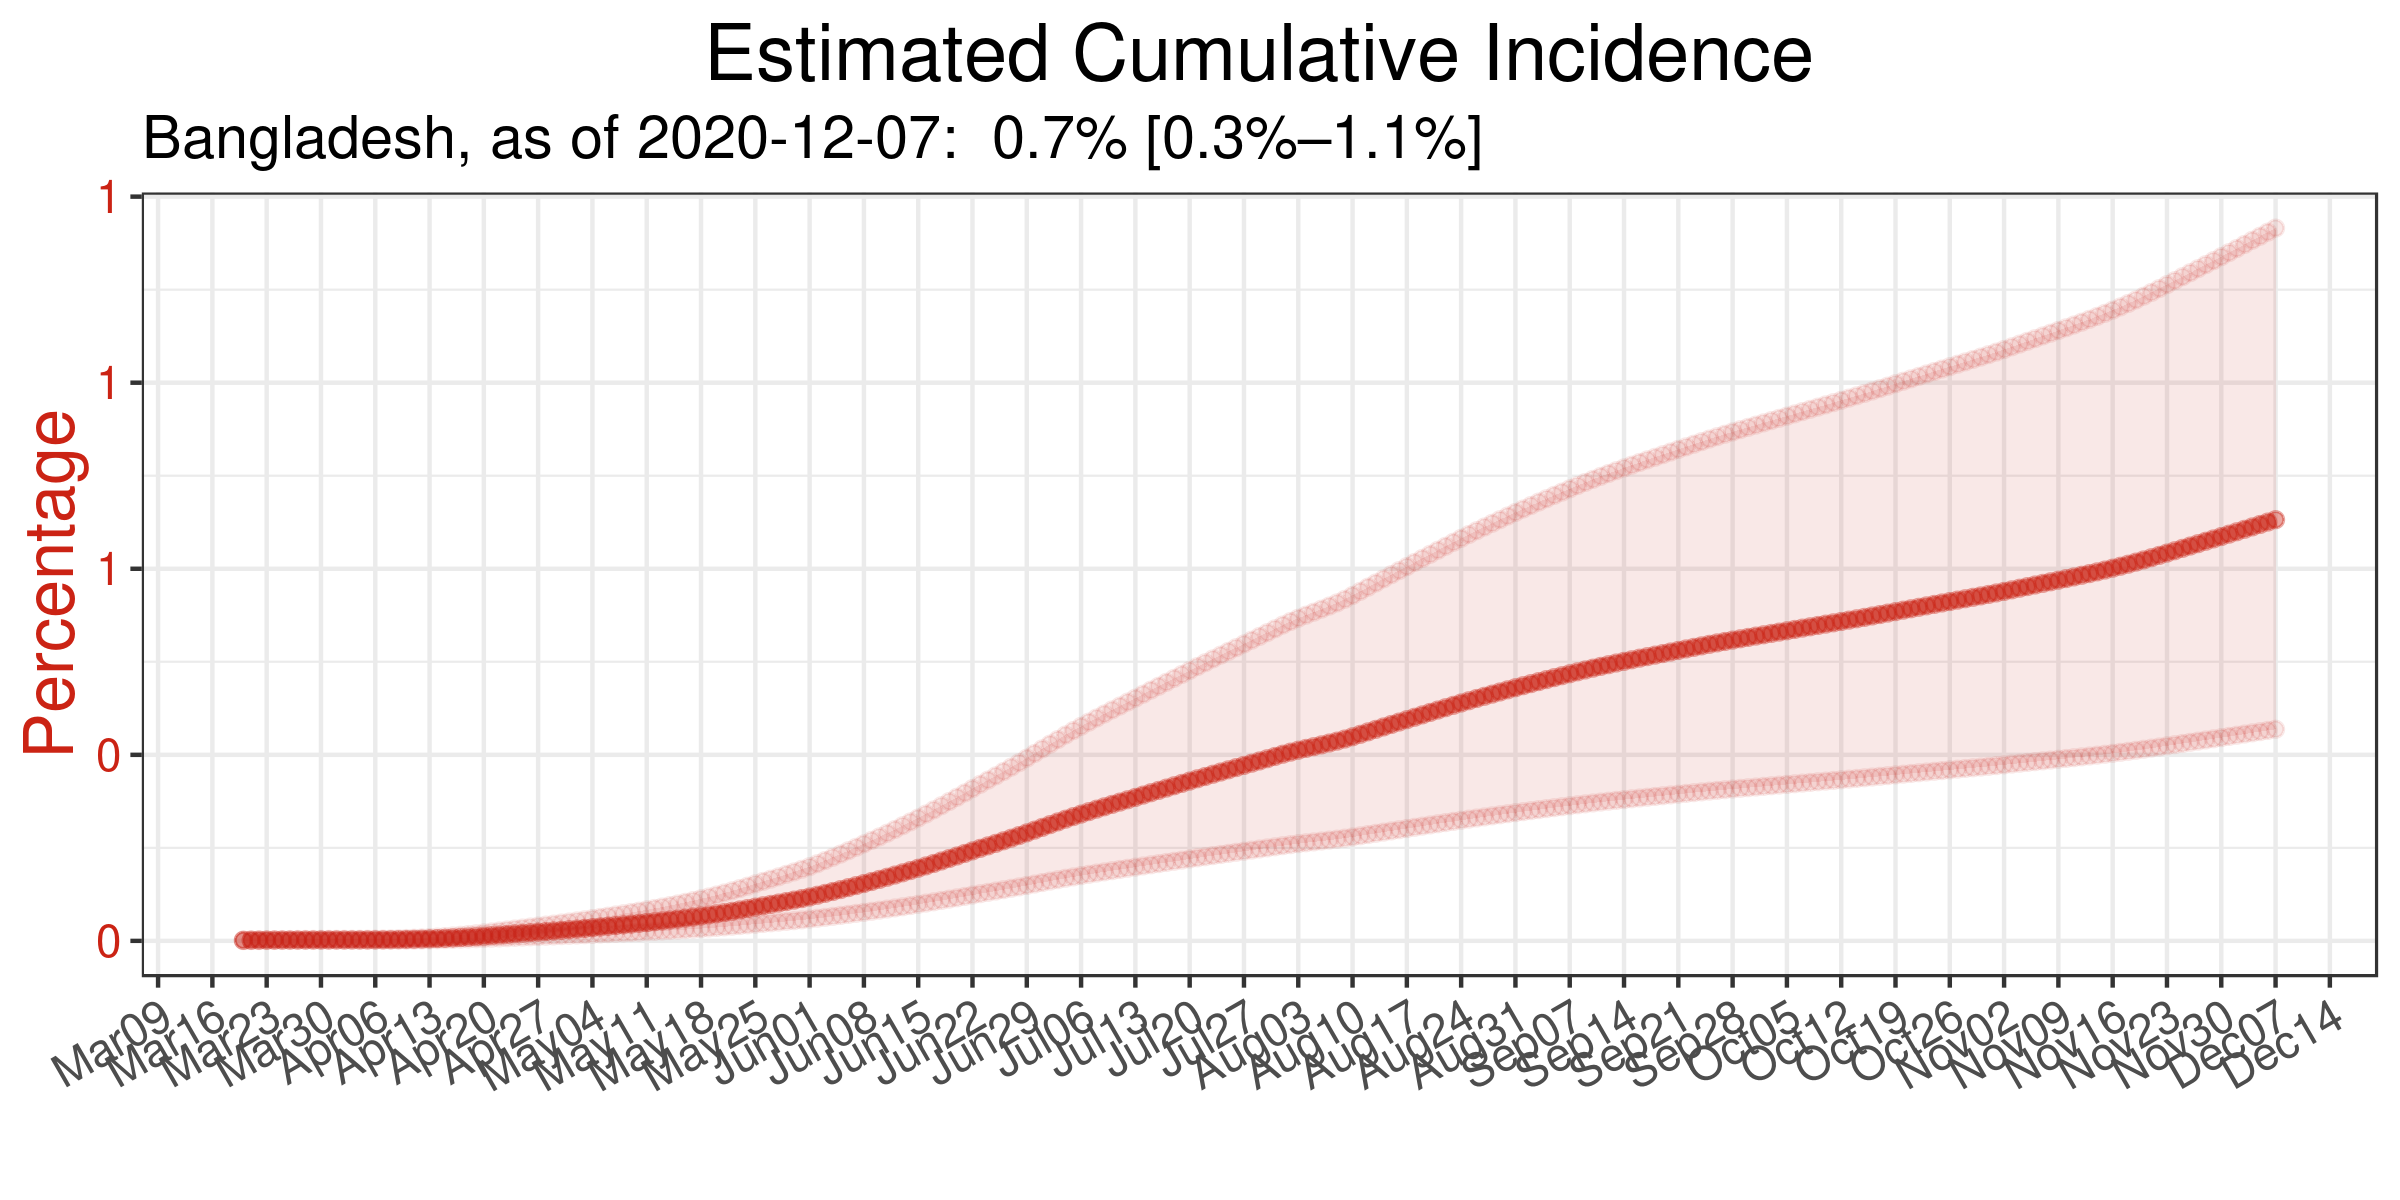 Estimated Cumulative Incidence
Bangladesh, as of 2020-12-07:  0.7% [0.3%–1.1%]
Percentage
1
1
1
0
0
Mar09
Mar16
Mar23
Mar30
Apr06
Apr13
Apr20
Apr27
May04
May11
May18
May25
Jun01
Jun08
Jun15
Jun22
Jun29
Jul06
Jul13
Jul20
Jul27
Aug03
Aug10
Aug17
Aug24
Aug31
Sep07
Sep14
Sep21
Sep28
Oct05
Oct12
Oct19
Oct26
Nov02
Nov09
Nov16
Nov23
Nov30
Dec07
Dec14